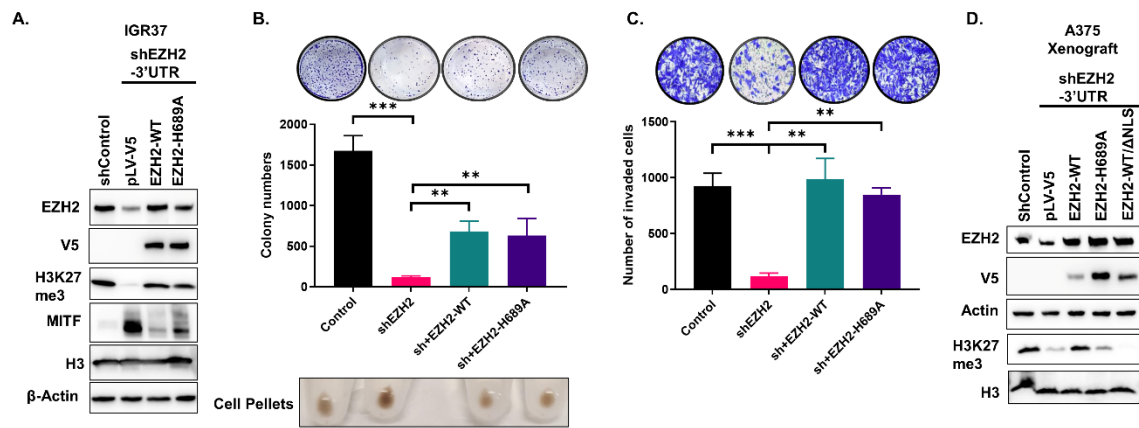 A.
IGR37
shEZH2
-3'UTR
shControl
pLV-V5
EZH2-WT
EZH2-H689A
EZH2
V5
H3K27
me3
MITF
H3
β-Actin
B.
***
**
**
Colony numbers
2000
1500
1000
500
0
Control
shEZH2
sh+EZH2-WT
sh+EZH2-H689A
Cell Pellets
C.
**
***
**
Number of invaded cells
1500
1000
500
0
Control
shEZH2
sh+EZH2-WT
sh+EZH2-H689A
D.
A375
Xenograft
shEZH2
-3'UTR
ShControl
pLV-V5
EZH2-WT
EZH2-H689A
EZH2-WT/ΔNLS
EZH2
V5
Actin
H3K27
me3
H3